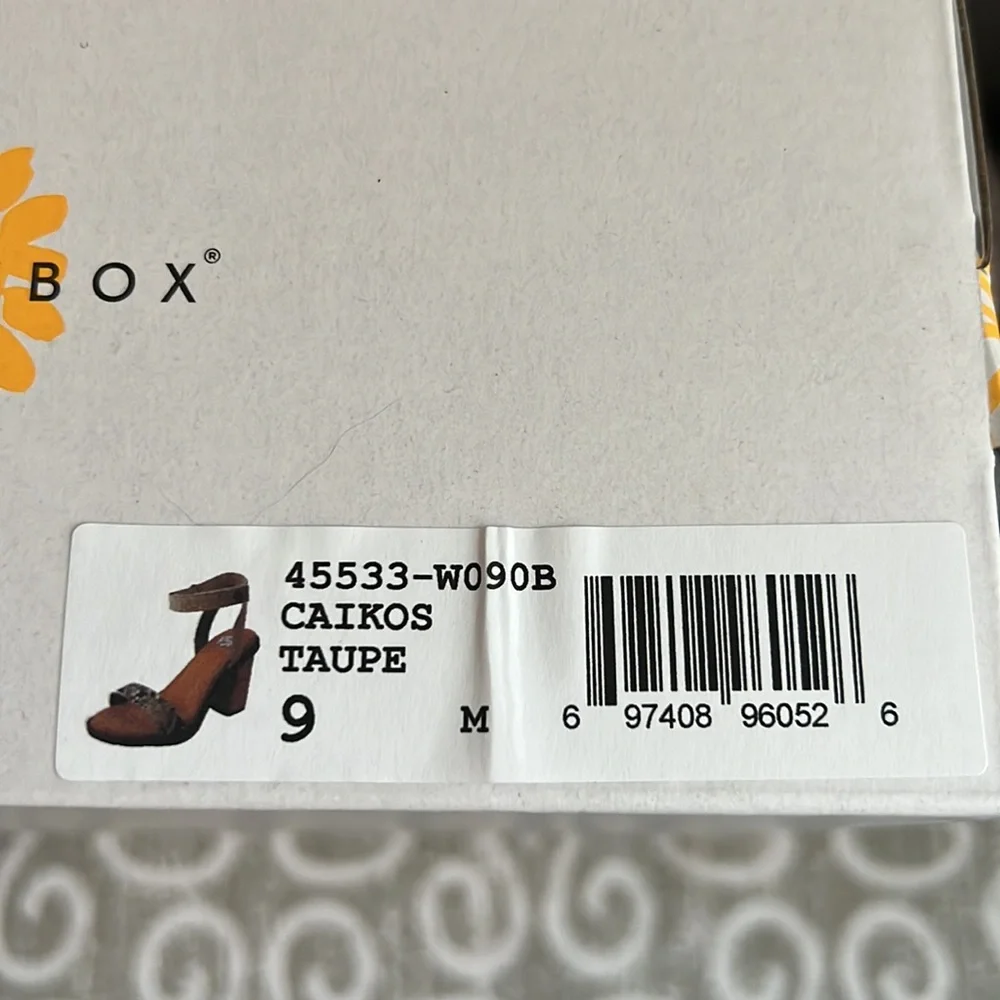 BOX®
45533-W090B
CAIKOS
TAUPE
9 M
6 97408 96052 6